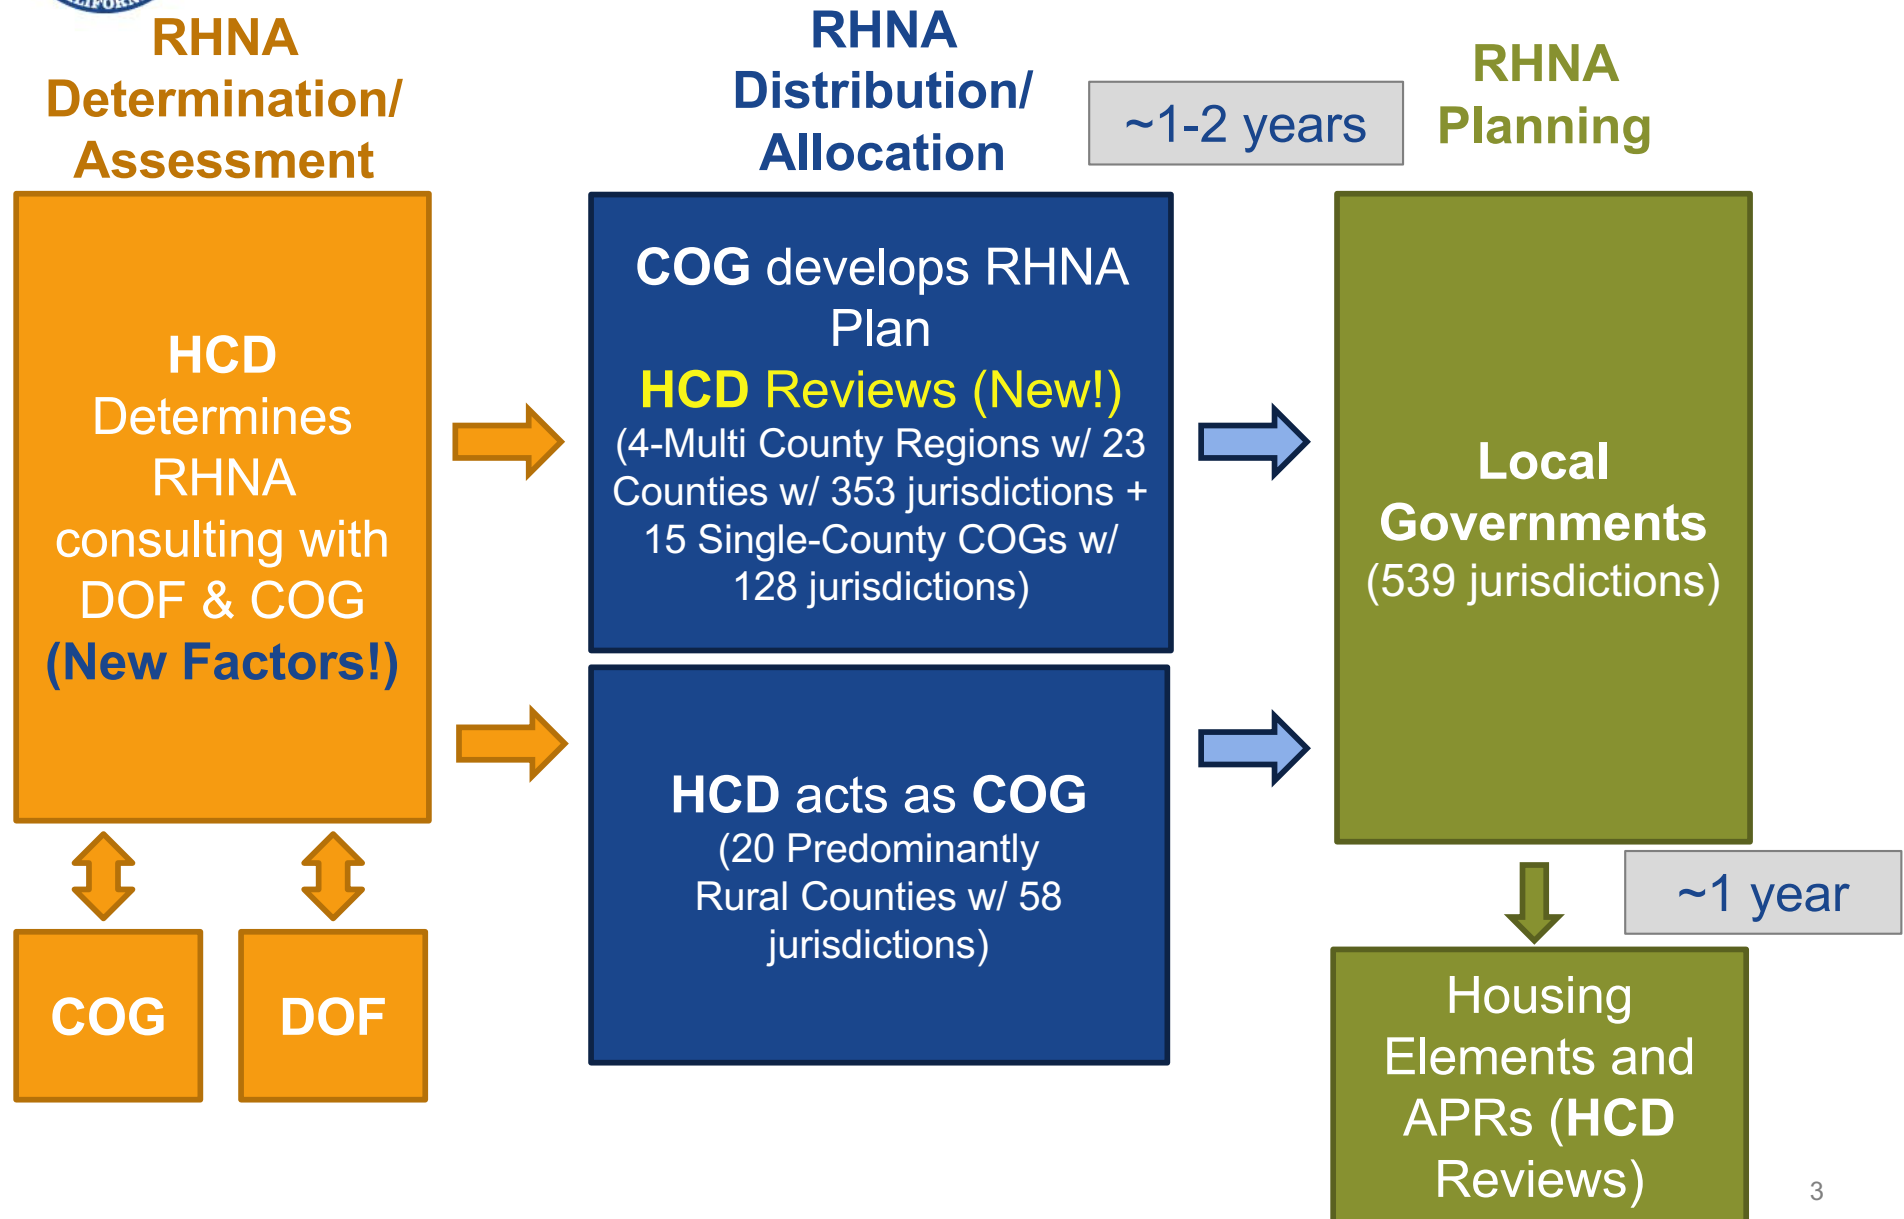 CALIFORNIA
RHNA
Determination/
Assessment
HCD
Determines
RHNA
consulting with
DOF & COG
(New Factors!)
COG
DOF
RHNA
Distribution/
Allocation
~1-2 years
COG develops RHNA
Plan
HCD Reviews (New!)
(4-Multi County Regions w/ 23
Counties w/ 353 jurisdictions +
15 Single-County COGs w/
128 jurisdictions)
HCD acts as COG
(20 Predominantly
Rural Counties w/ 58
jurisdictions)
RHNA
Planning
Local
Governments
(539 jurisdictions)
~1 year
Housing
Elements and
APRs (HCD
Reviews)
3